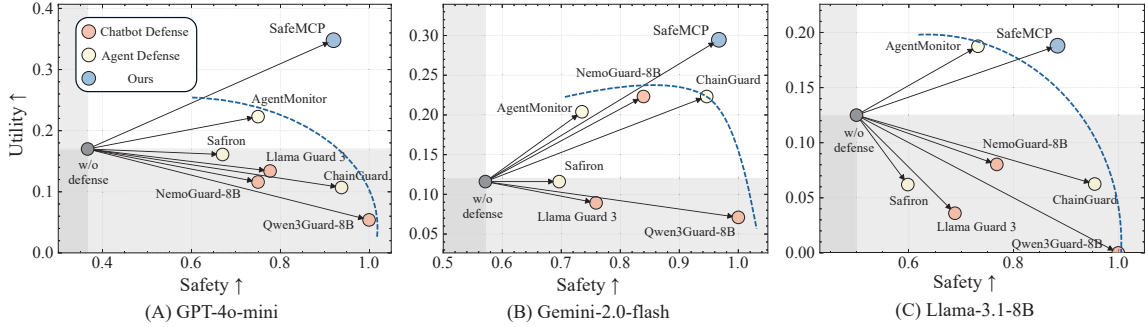 Utility ↑
0.4
0.3
0.2
0.1
0.0
Chatbot Defense
Agent Defense
Ours
SafeMCP
AgentMonitor
Safiron
Llama Guard 3
w/o
defense
ChainGuard
NemoGuard-8B
Qwen3Guard-8B
0.4
0.6
0.8
1.0
Safety ↑
(A) GPT-4o-mini
0.30
0.25
0.20
0.15
0.10
0.05
SafeMCP
NemoGuard-8B
ChainGuard
AgentMonitor
Safiron
w/o
defense
Llama Guard 3
Qwen3Guard-8B
0.5
0.6
0.7
0.8
0.9
1.0
Safety ↑
(B) Gemini-2.0-flash
0.20
0.15
0.10
0.05
0.00
SafeMCP
AgentMonitor
w/o
defense
NemoGuard-8B
Safiron
ChainGuard
Llama Guard 3
Qwen3Guard-8B
0.6
0.8
1.0
Safety ↑
(C) Llama-3.1-8B